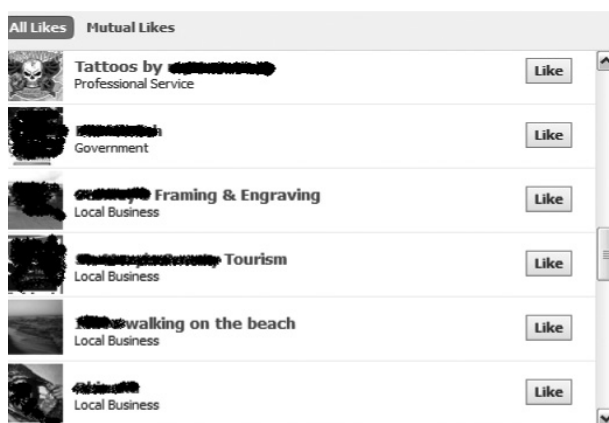 All Likes Mutual Likes
Tattoos by
Professional Service
Like
Government
Like
Framing & Engraving
Local Business
Like
Tourism
Local Business
Like
walking on the beach
Local Business
Like
Local Business
Like